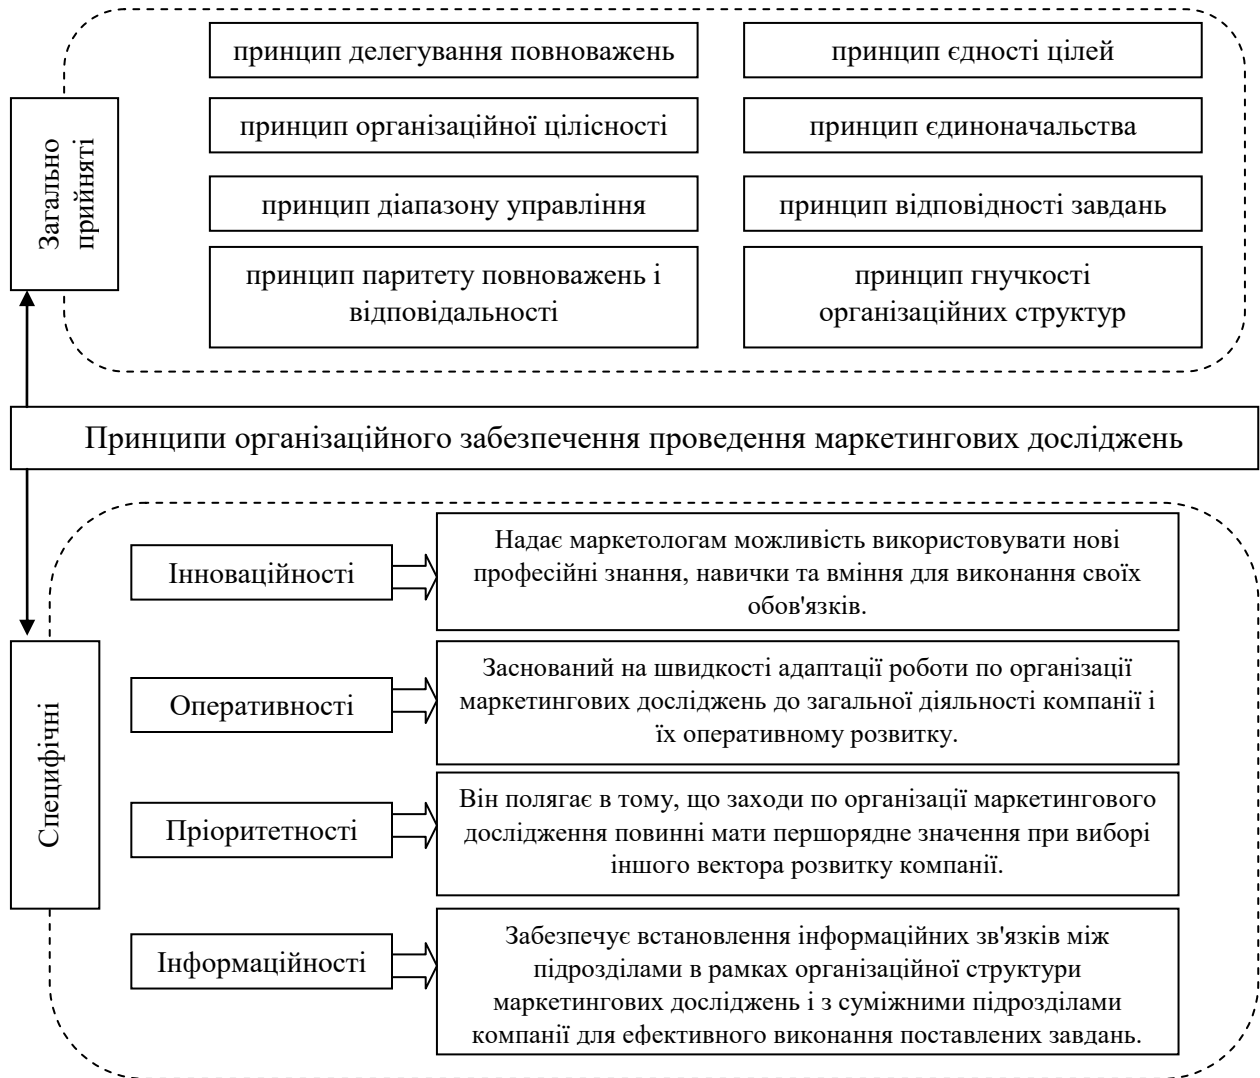 принцип делегування повноважень
принцип єдності цілей
принцип організаційної цілісності
принцип єдиноначальства
принцип діапазону управління
принцип відповідності завдань
принцип паритету повноважень і
відповідальності
принцип гнучкості
організаційних структур
Загально
прийняті
Принципи організаційного забезпечення проведення маркетингових досліджень
Специфічні
Інноваційності
Надає маркетологам можливість використовувати нові
професійні знання, навички та вміння для виконання своїх
обов'язків.
Оперативності
Заснований на швидкості адаптації роботи по організації
маркетингових досліджень до загальної діяльності компанії і
їх оперативному розвитку.
Пріоритетності
Він полягає в тому, що заходи по організації маркетингового
дослідження повинні мати першорядне значення при виборі
іншого вектора розвитку компанії.
Інформаційності
Забезпечує встановлення інформаційних зв'язків між
підрозділами в рамках організаційної структури
маркетингових досліджень і з суміжними підрозділами
компанії для ефективного виконання поставлених завдань.